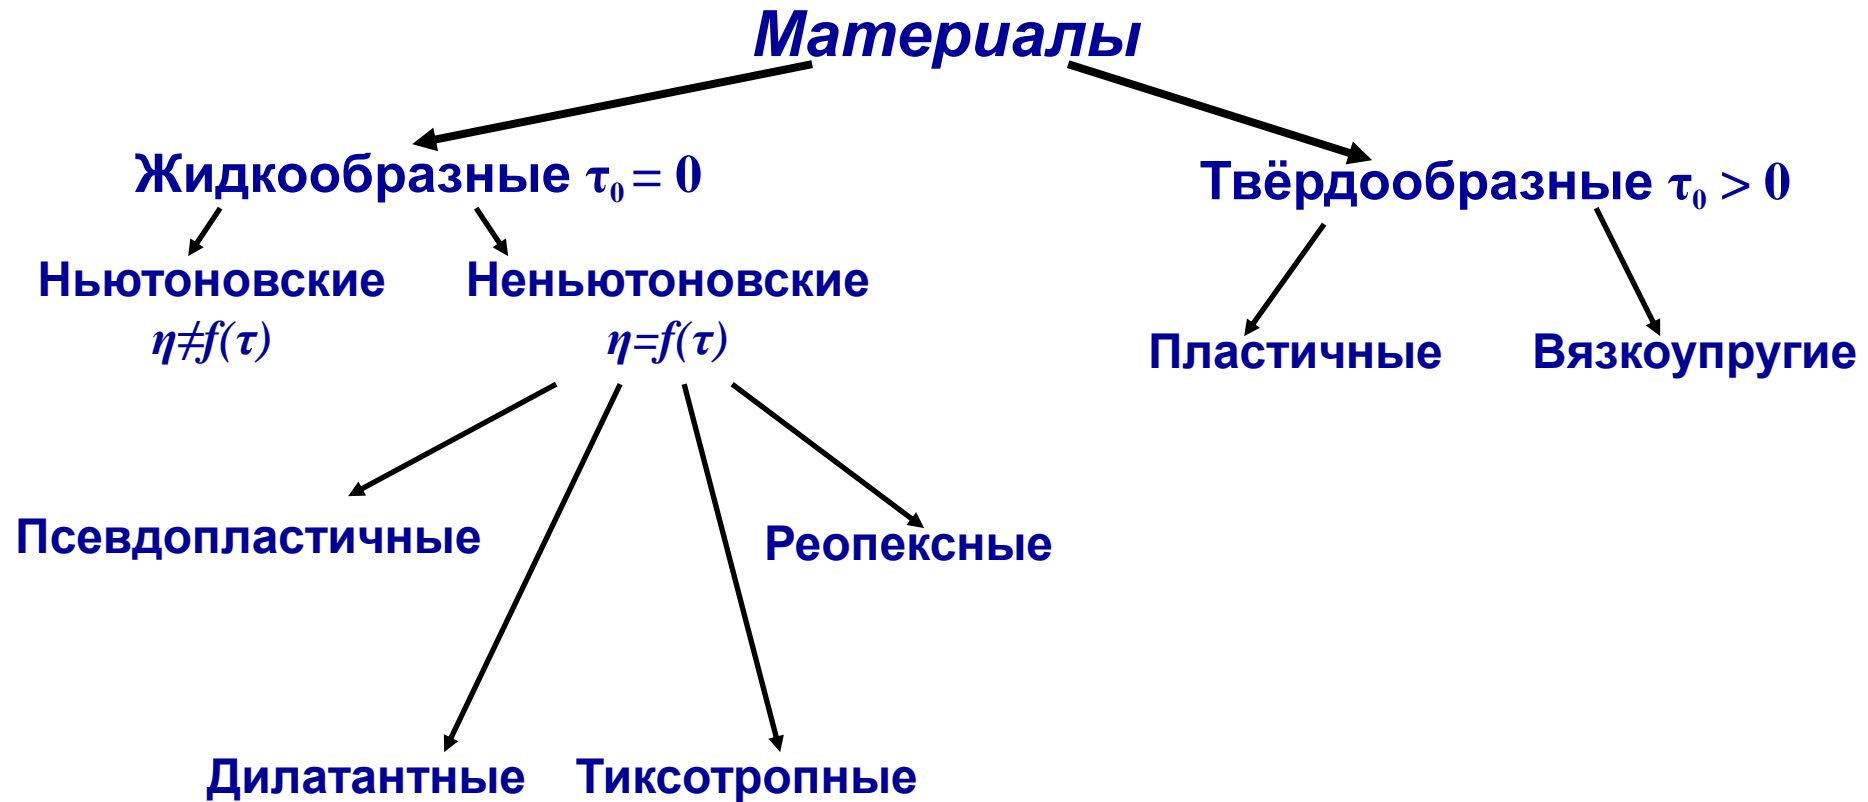 Материалы
Жидкообразные τ₀ = 0
Твёрдообразные τ₀ > 0
Ньютоновские
η≠f(τ)
Неньютоновские
η=f(τ)
Пластичные
Вязкоупругие
Псевдопластичные
Реопексные
Дилатантные
Тиксотропные